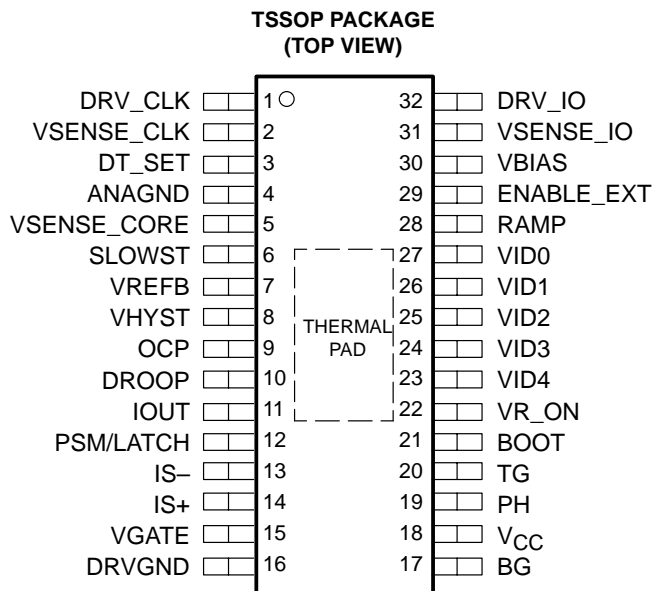 TSSOP PACKAGE
(TOP VIEW)
DRV_CLK 1 32 DRV_IO
VSENSE_CLK 2 31 VSENSE_IO
DT_SET 3 30 VBIAS
ANAGND 4 29 ENABLE_EXT
VSENSE_CORE 5 28 RAMP
SLOWST 6 27 VID0
VREFB 7 26 VID1
VHYST 8 25 VID2
THERMAL
OCP 9 PAD 24 VID3
DROOP 10 23 VID4
IOUT 11 22 VR_ON
PSM/LATCH 12 21 BOOT
IS– 13 20 TG
IS+ 14 19 PH
VGATE 15 18 VCC
DRVGND 16 17 BG